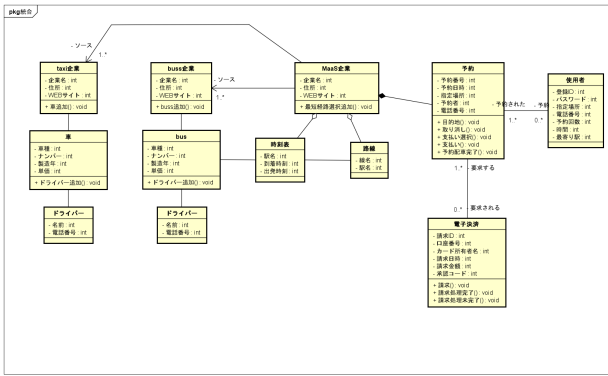 pkg 統合
- ソース
1..*
taxi企業
- 企業名 : int
- 住所 : int
- WEBサイト : int
+ 車追加() : void
buss企業
- 企業名 : int
- 住所 : int
- WEBサイト : int
+ buss追加() : void
- ソース
1..*
MaaS企業
- 企業名 : int
- 住所 : int
- WEBサイト : int
+ 最短経路選択追加() : void
予約
- 予約番号 : int
- 予約日時 : int
- 指定場所 : int
- 予約者 : int
- 電話番号 : int
+ 目的地() : void
+ 取り消し() : void
+ 支払い選択() : void
+ 支払い() : void
+ 予約配車完了() : void
- 予約された
1..*
- 予約
0..*
使用者
- 登録ID : int
- パスワード : int
- 指定場所 : int
- 電話番号 : int
- 予約回数 : int
- 時間 : int
- 最寄り駅 : int
車
- 車種 : int
- ナンバー : int
- 製造年 : int
- 単価 : int
+ ドライバー追加() : void
bus
- 車種 : int
- ナンバー : int
- 製造年 : int
- 単価 : int
+ ドライバー追加() : void
時刻表
- 駅名 : int
- 到着時刻 : int
- 出発時刻 : int
路線
- 線名 : int
- 駅名 : int
1..*
- 要求する
0..*
- 要求される
ドライバー
- 名前 : int
- 電話番号 : int
ドライバー
- 名前 : int
- 電話番号 : int
電子決済
- 請求ID : int
- 口座番号 : int
- カード所有者名 : int
- 請求日時 : int
- 請求金額 : int
- 承認コード : int
+ 請求() : void
+ 請求処理完了() : void
+ 請求処理未完了() : void